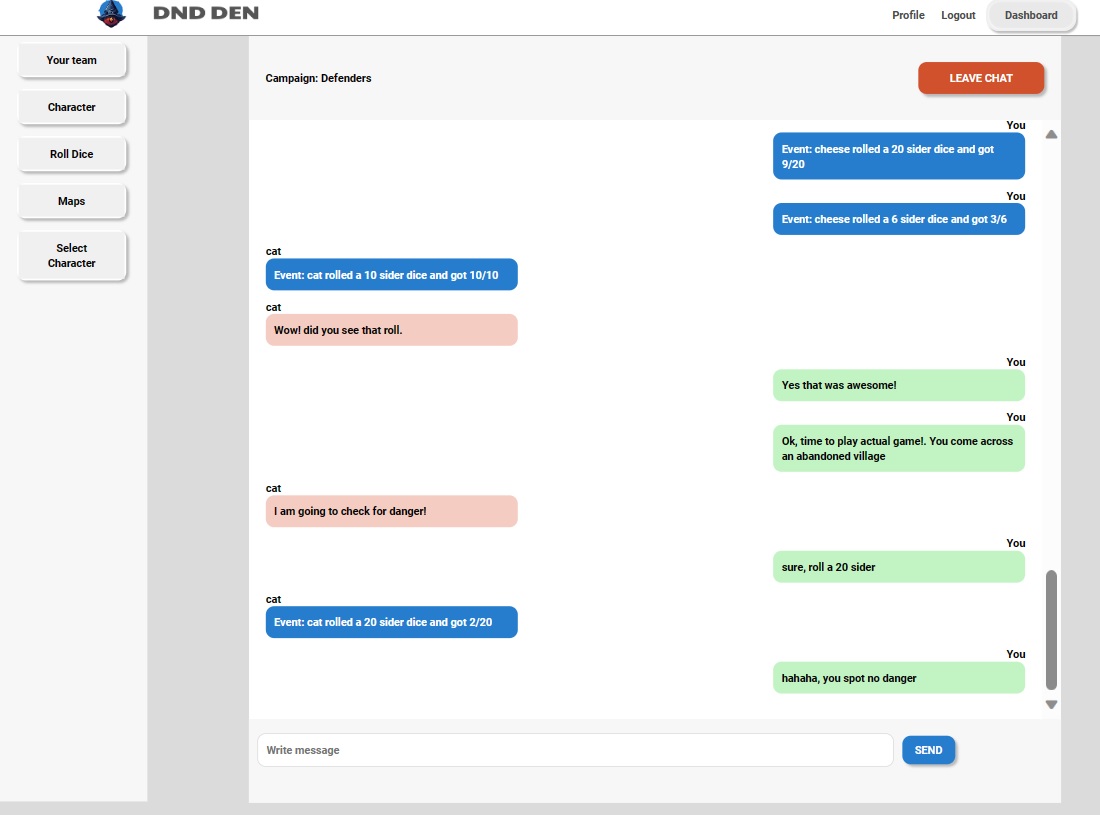 DND DEN
Profile
Logout
Dashboard
Your team
Character
Roll Dice
Maps
Select
Character
Campaign: Defenders
LEAVE CHAT
You
Event: cheese rolled a 20 sider dice and got
9/20
You
Event: cheese rolled a 6 sider dice and got 3/6
cat
Event: cat rolled a 10 sider dice and got 10/10
cat
Wow! did you see that roll.
You
Yes that was awesome!
You
Ok, time to play actual game!. You come across
an abandoned village
cat
I am going to check for danger!
You
sure, roll a 20 sider
cat
Event: cat rolled a 20 sider dice and got 2/20
You
hahaha, you spot no danger
Write message
SEND